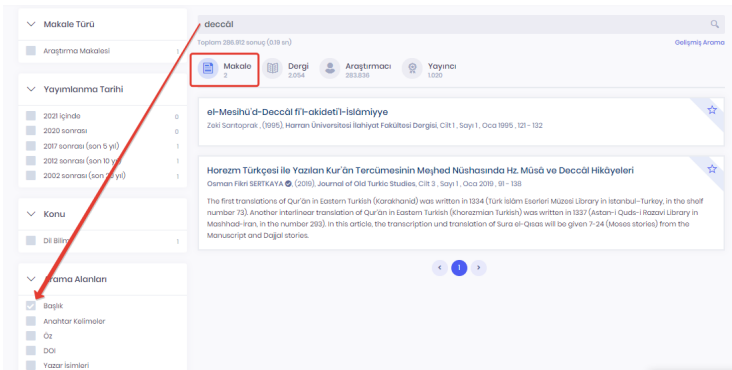 Makale Türü
Araştırma Makalesi 1
Yayımlanma Tarihi
2021 içinde 0
2020 sonrası 0
2017 sonrası (son 5 yıl) 1
2012 sonrası (son 10 yıl) 1
2002 sonrası (son 20 yıl) 1
Konu
Dil Bilim 1
Arama Alanları
Başlık
Anahtar Kelimeler
Öz
DOI
Yazar İsimleri
deccâl
Toplam 286,812 sonuç (0.19 sn) Gelişmiş Arama
Makale Dergi Araştırmacı Yayıncı
2 2,054 283,836 1,020
el-Mesihü'd-Deccâl fi'l-akideti'l-İslâmiyye
Zeki Sarıtoprak , (1995), Harran Üniversitesi İlahiyat Fakültesi Dergisi, Cilt 1 , Sayı 1 , Oca 1995 , 121 - 132
Horezm Türkçesi ile Yazılan Kur'ân Tercümesinin Meşhed Nüshasında Hz. Mûsâ ve Deccâl Hikâyeleri
Osman Fikri SERTKAYA , (2019), Journal of Old Turkic Studies, Cilt 3 , Sayı 1 , Oca 2019 , 91 - 138
The first translations of Qur'ân in Eastern Turkish (Karakhanid) was written in 1334 (Türk İslâm Eserleri Müzesi Library in Istanbul-Turkey, in the shelf
number 73). Another interlinear translation of Qur'ân in Eastern Turkish (Khorezmian Turkish) was written in 1337 (Astan-i Quds-i Razavi Library in
Mashhad-Iran, in the number 293). In this article, the transcription und translation of Sura el-Qısas will be given 7-24 (Moses stories) from the
Manuscript and Dajjal stories.
1